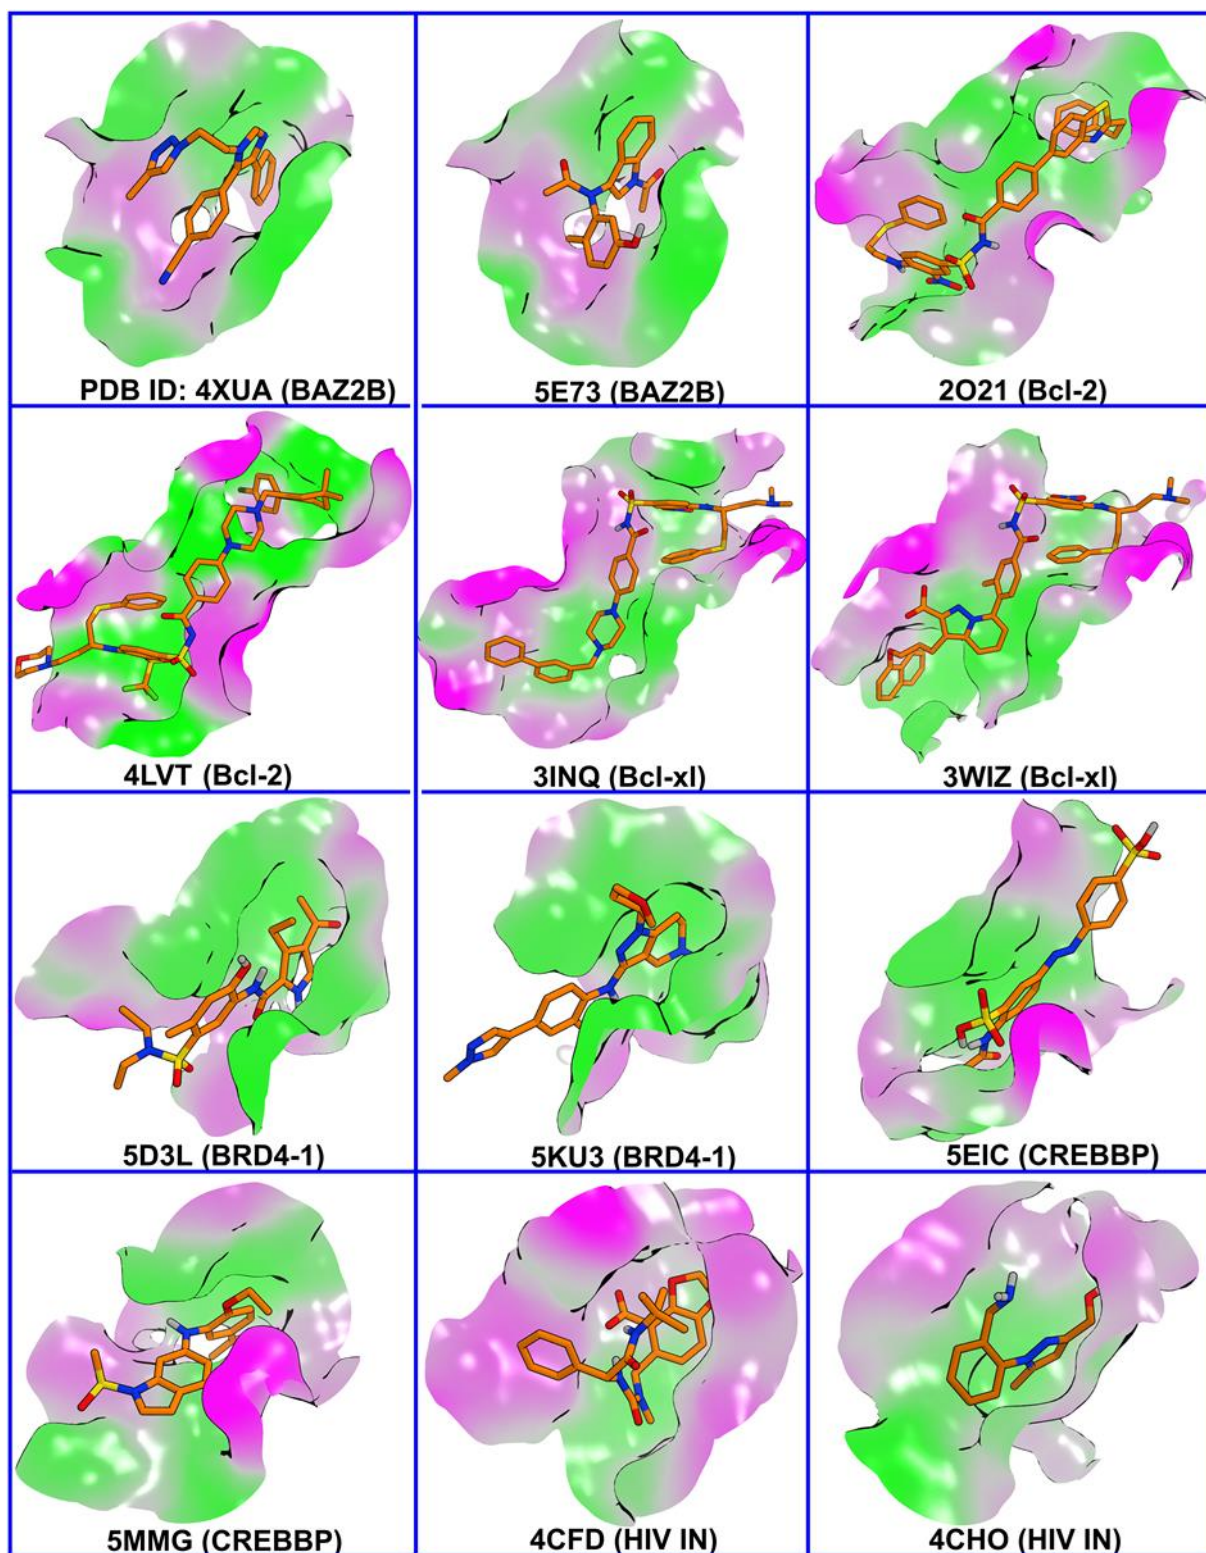 PDB ID: 4XUA (BAZ2B)
5E73 (BAZ2B)
2O21 (Bcl-2)
4LVT (Bcl-2)
3INQ (Bcl-xl)
3WIZ (Bcl-xl)
5D3L (BRD4-1)
5KU3 (BRD4-1)
5EIC (CREBBP)
5MMG (CREBBP)
4CFD (HIV IN)
4CHO (HIV IN)